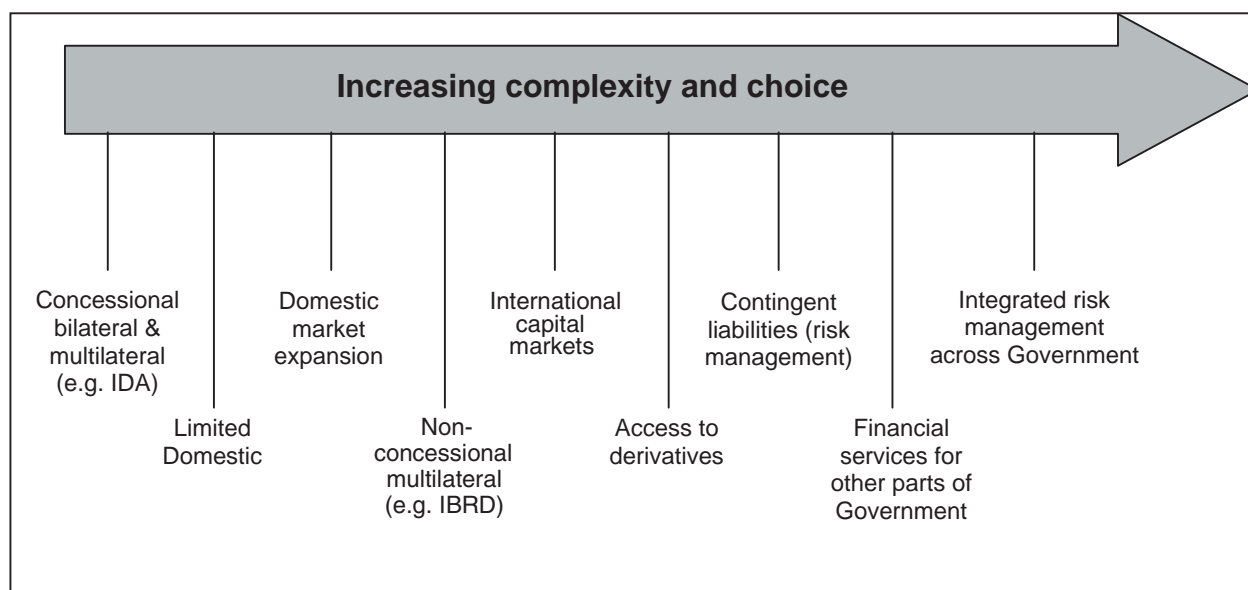 Increasing complexity and choice
Concessional
bilateral &
multilateral
(e.g. IDA)
Limited
Domestic
Domestic
market
expansion
Non-
concessional
multilateral
(e.g. IBRD)
International
capital
markets
Access to
derivatives
Contingent
liabilities (risk
management)
Financial
services for
other parts of
Government
Integrated risk
management
across Government